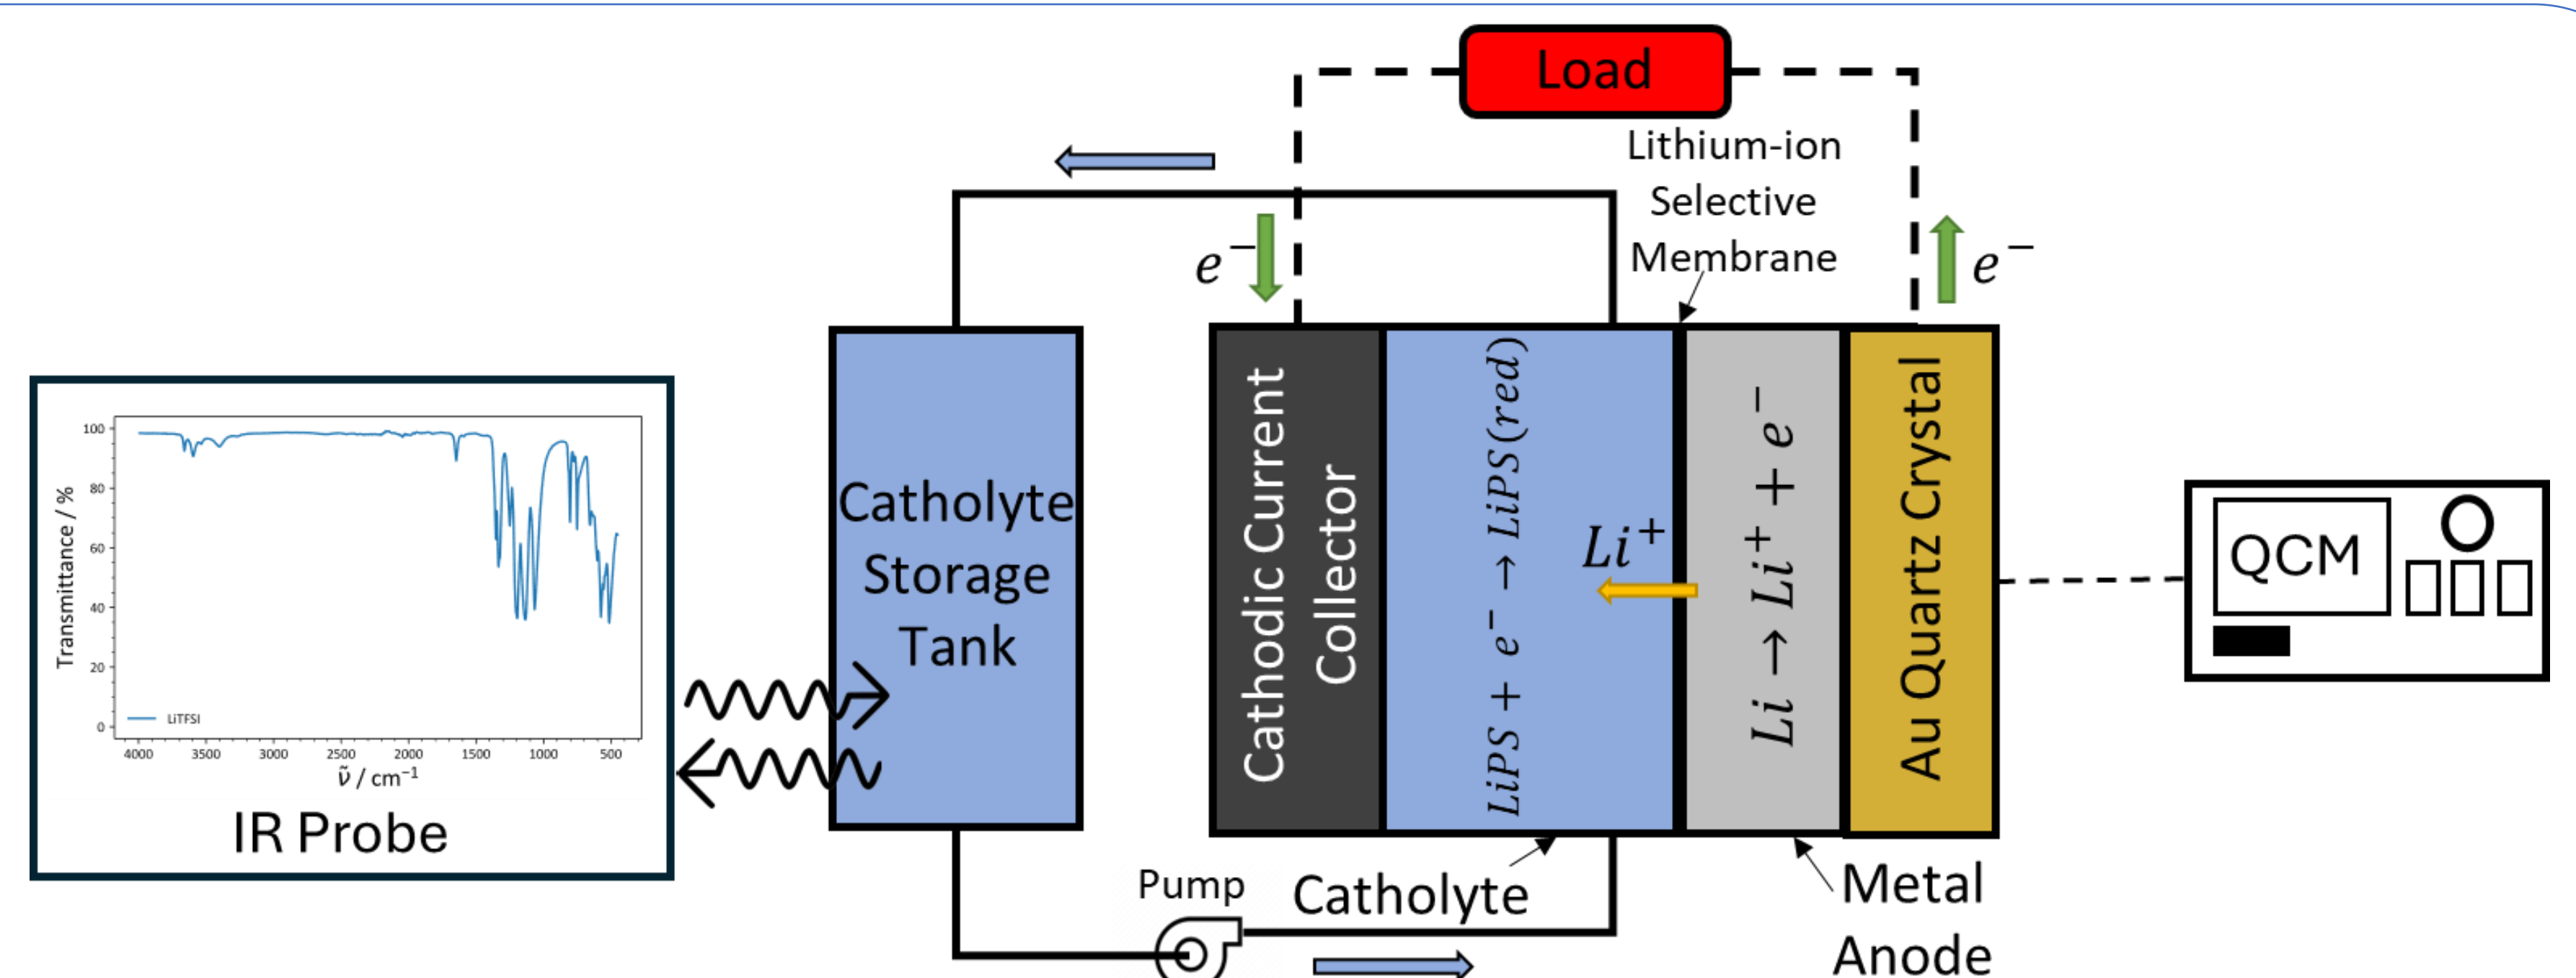 Load
Lithium-ion
Selective
Membrane
e⁻
e⁻
Catholyte
Storage
Tank
Cathodic Current
Collector
LiPS + e⁻ → LiPS(red)
Li⁺
Li → Li⁺ + e⁻
Au Quartz Crystal
QCM
100
80
60
40
20
0
Transmittance / %
LiTFSI
4000 3500 3000 2500 2000 1500 1000 500
ν̃ / cm⁻¹
IR Probe
Pump
Catholyte
Metal
Anode